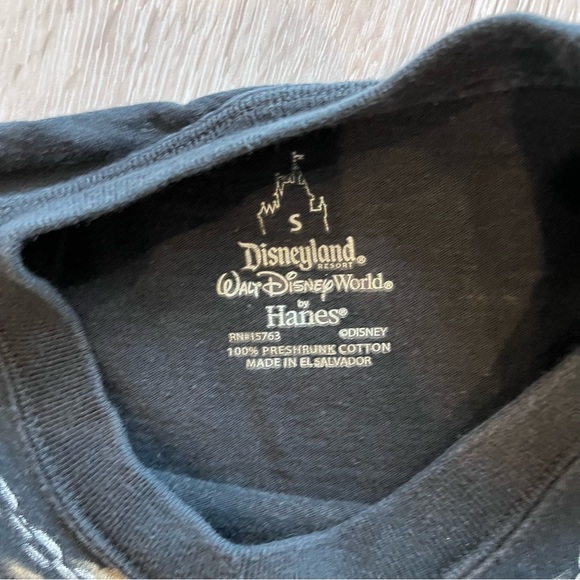 S
Disneyland®
RESORT
WALT DISNEY World®
by
Hanes®
RN#15763 ©DISNEY
100% PRESHRUNK COTTON
MADE IN EL SALVADOR